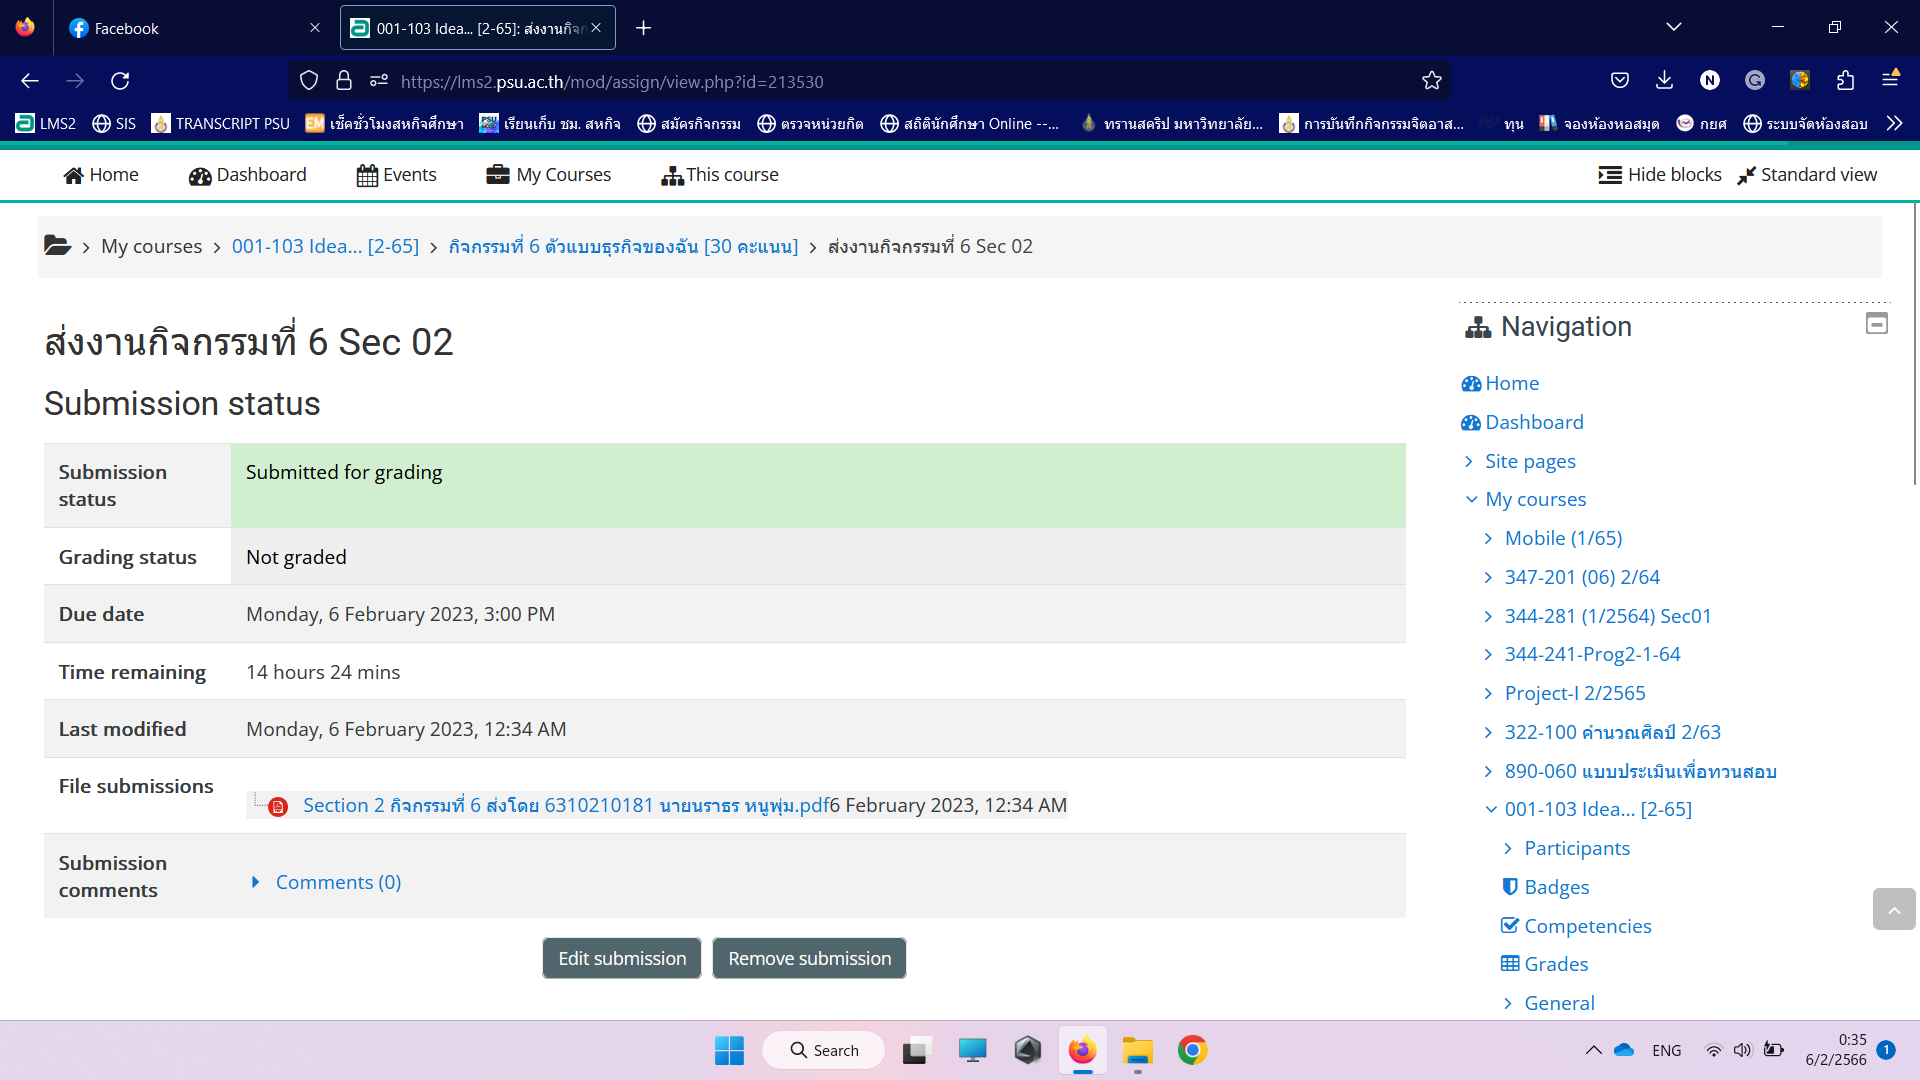 Facebook
001-103 Idea... [2-65]: ส่งงานกิจก
https://lms2.psu.ac.th/mod/assign/view.php?id=213530
LMS2 SIS TRANSCRIPT PSU เช็คชั่วโมงสหกิจศึกษา เรียนเก็บ ชม. สหกิจ สมัครกิจกรรม ตรวจหน่วยกิต สถิตินักศึกษา Online --... ทรานสคริป มหาวิทยาลัย... การบันทึกกิจกรรมจิตอาส... ทุน จองห้องหอสมุด กยศ ระบบจัดห้องสอบ
Home Dashboard Events My Courses This course Hide blocks Standard view
My courses › 001-103 Idea... [2-65] › กิจกรรมที่ 6 ตัวแบบธุรกิจของฉัน [30 คะแนน] › ส่งงานกิจกรรมที่ 6 Sec 02
ส่งงานกิจกรรมที่ 6 Sec 02
Submission status
Submission status Submitted for grading
Grading status Not graded
Due date Monday, 6 February 2023, 3:00 PM
Time remaining 14 hours 24 mins
Last modified Monday, 6 February 2023, 12:34 AM
File submissions Section 2 กิจกรรมที่ 6 ส่งโดย 6310210181 นายนราธร หนูพุ่ม.pdf6 February 2023, 12:34 AM
Submission comments Comments (0)
Edit submission Remove submission
Navigation
Home
Dashboard
Site pages
My courses
Mobile (1/65)
347-201 (06) 2/64
344-281 (1/2564) Sec01
344-241-Prog2-1-64
Project-I 2/2565
322-100 คำนวณศิลป์ 2/63
890-060 แบบประเมินเพื่อทวนสอบ
001-103 Idea... [2-65]
Participants
Badges
Competencies
Grades
General
Search
ENG
0:35
6/2/2566
1